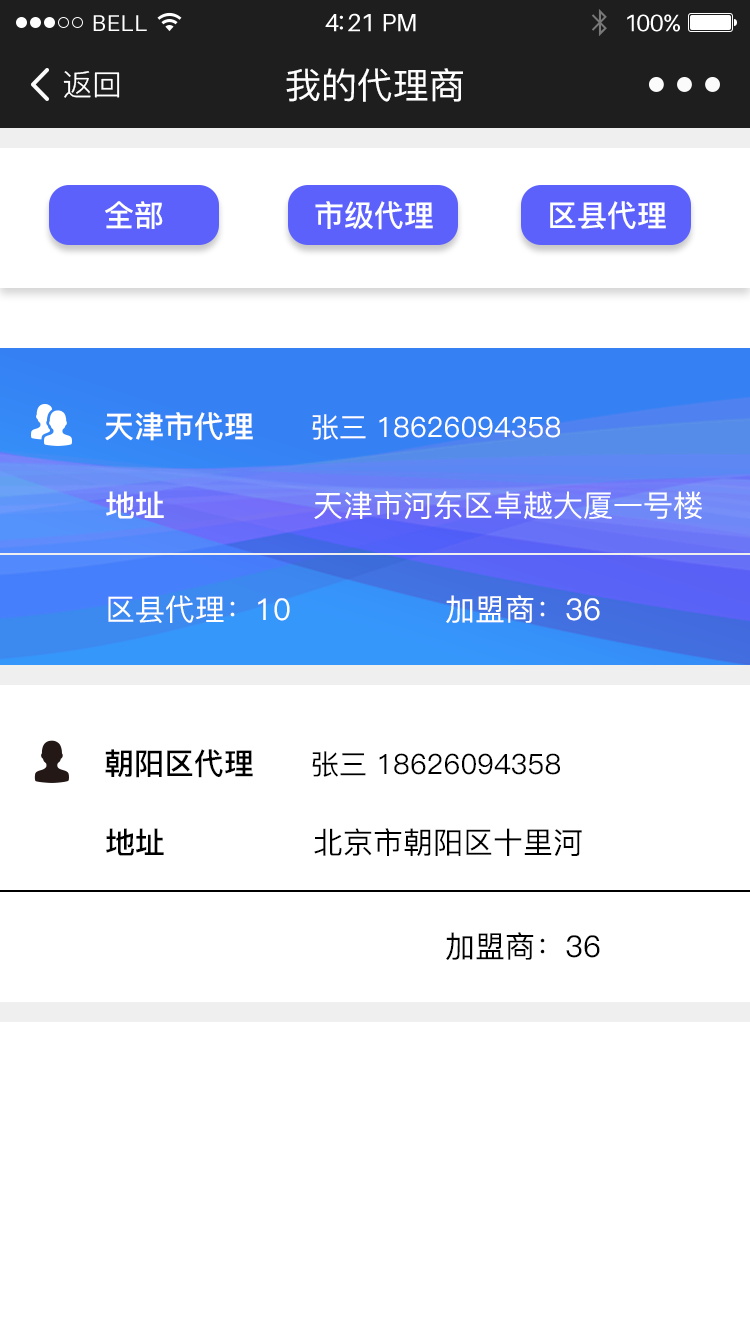 BELL 4:21 PM 100%
返回 我的代理商
全部 市级代理 区县代理
天津市代理 张三 18626094358
地址 天津市河东区卓越大厦一号楼
区县代理：10 加盟商：36
朝阳区代理 张三 18626094358
地址 北京市朝阳区十里河
加盟商：36